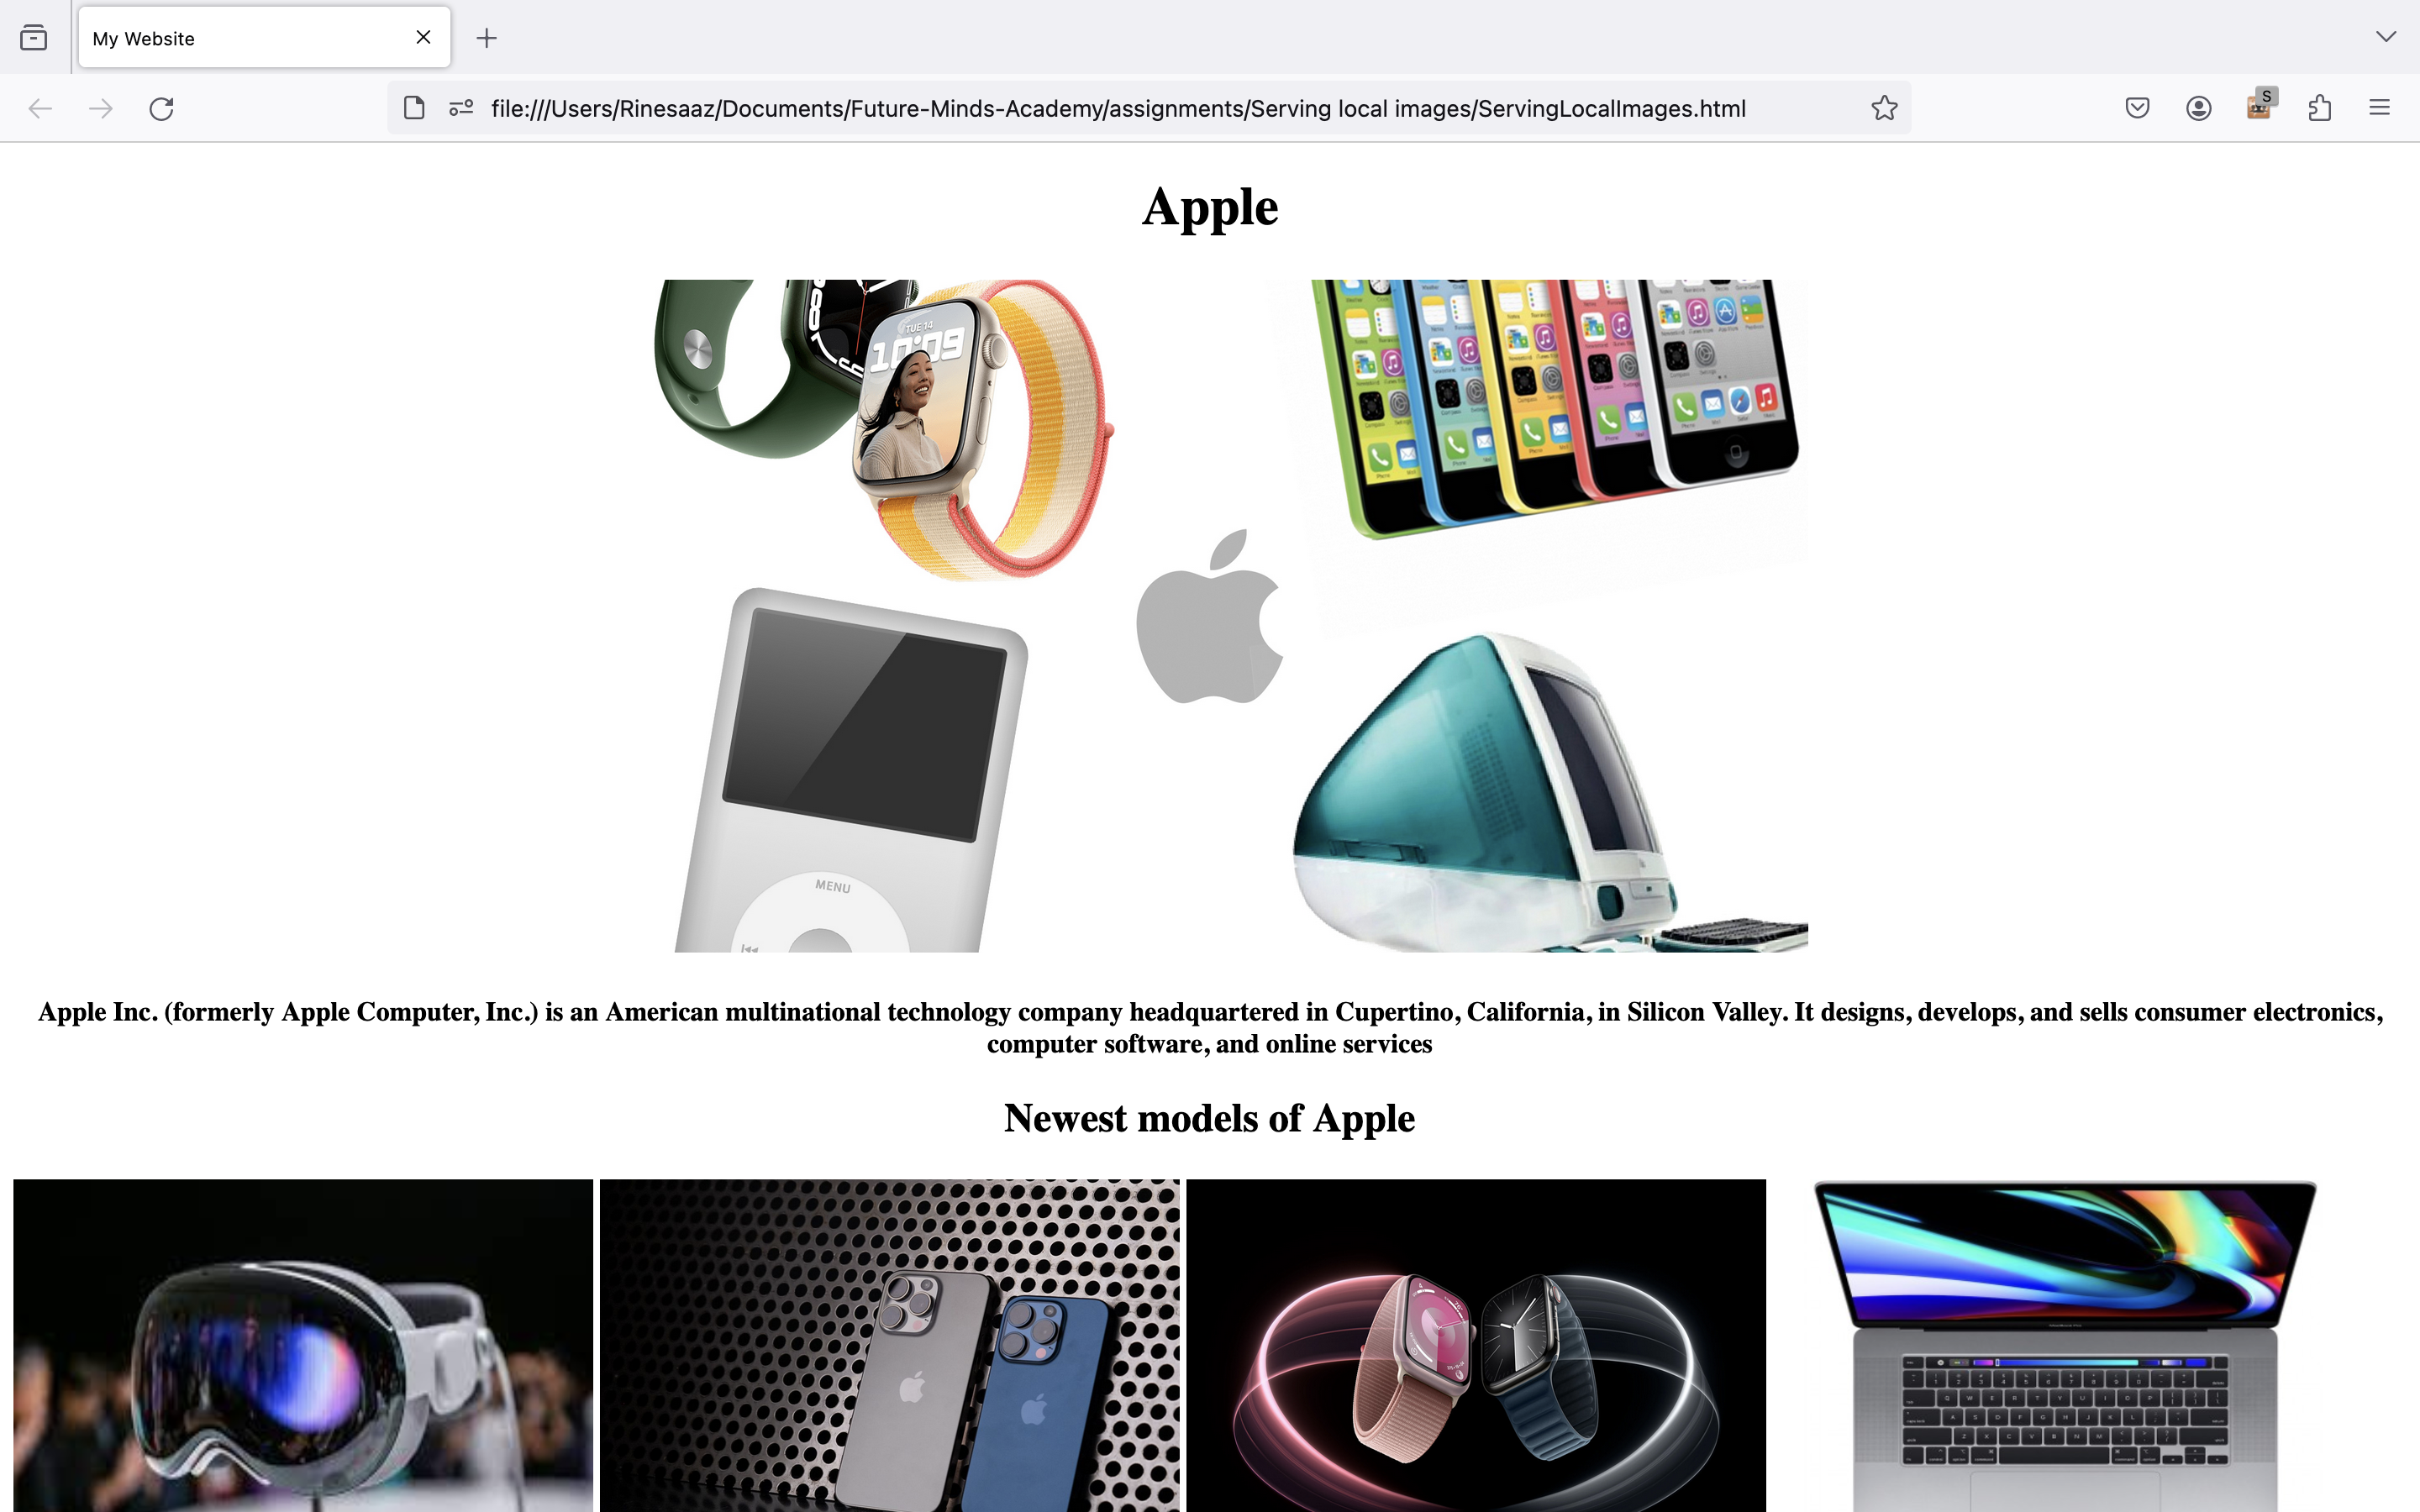 My Website
S
file:///Users/Rinesaaz/Documents/Future-Minds-Academy/assignments/Serving local images/ServingLocalImages.html
Apple
TUE 14
10:09
MENU
Apple Inc. (formerly Apple Computer, Inc.) is an American multinational technology company headquartered in Cupertino, California, in Silicon Valley. It designs, develops, and sells consumer electronics,
computer software, and online services
Newest models of Apple